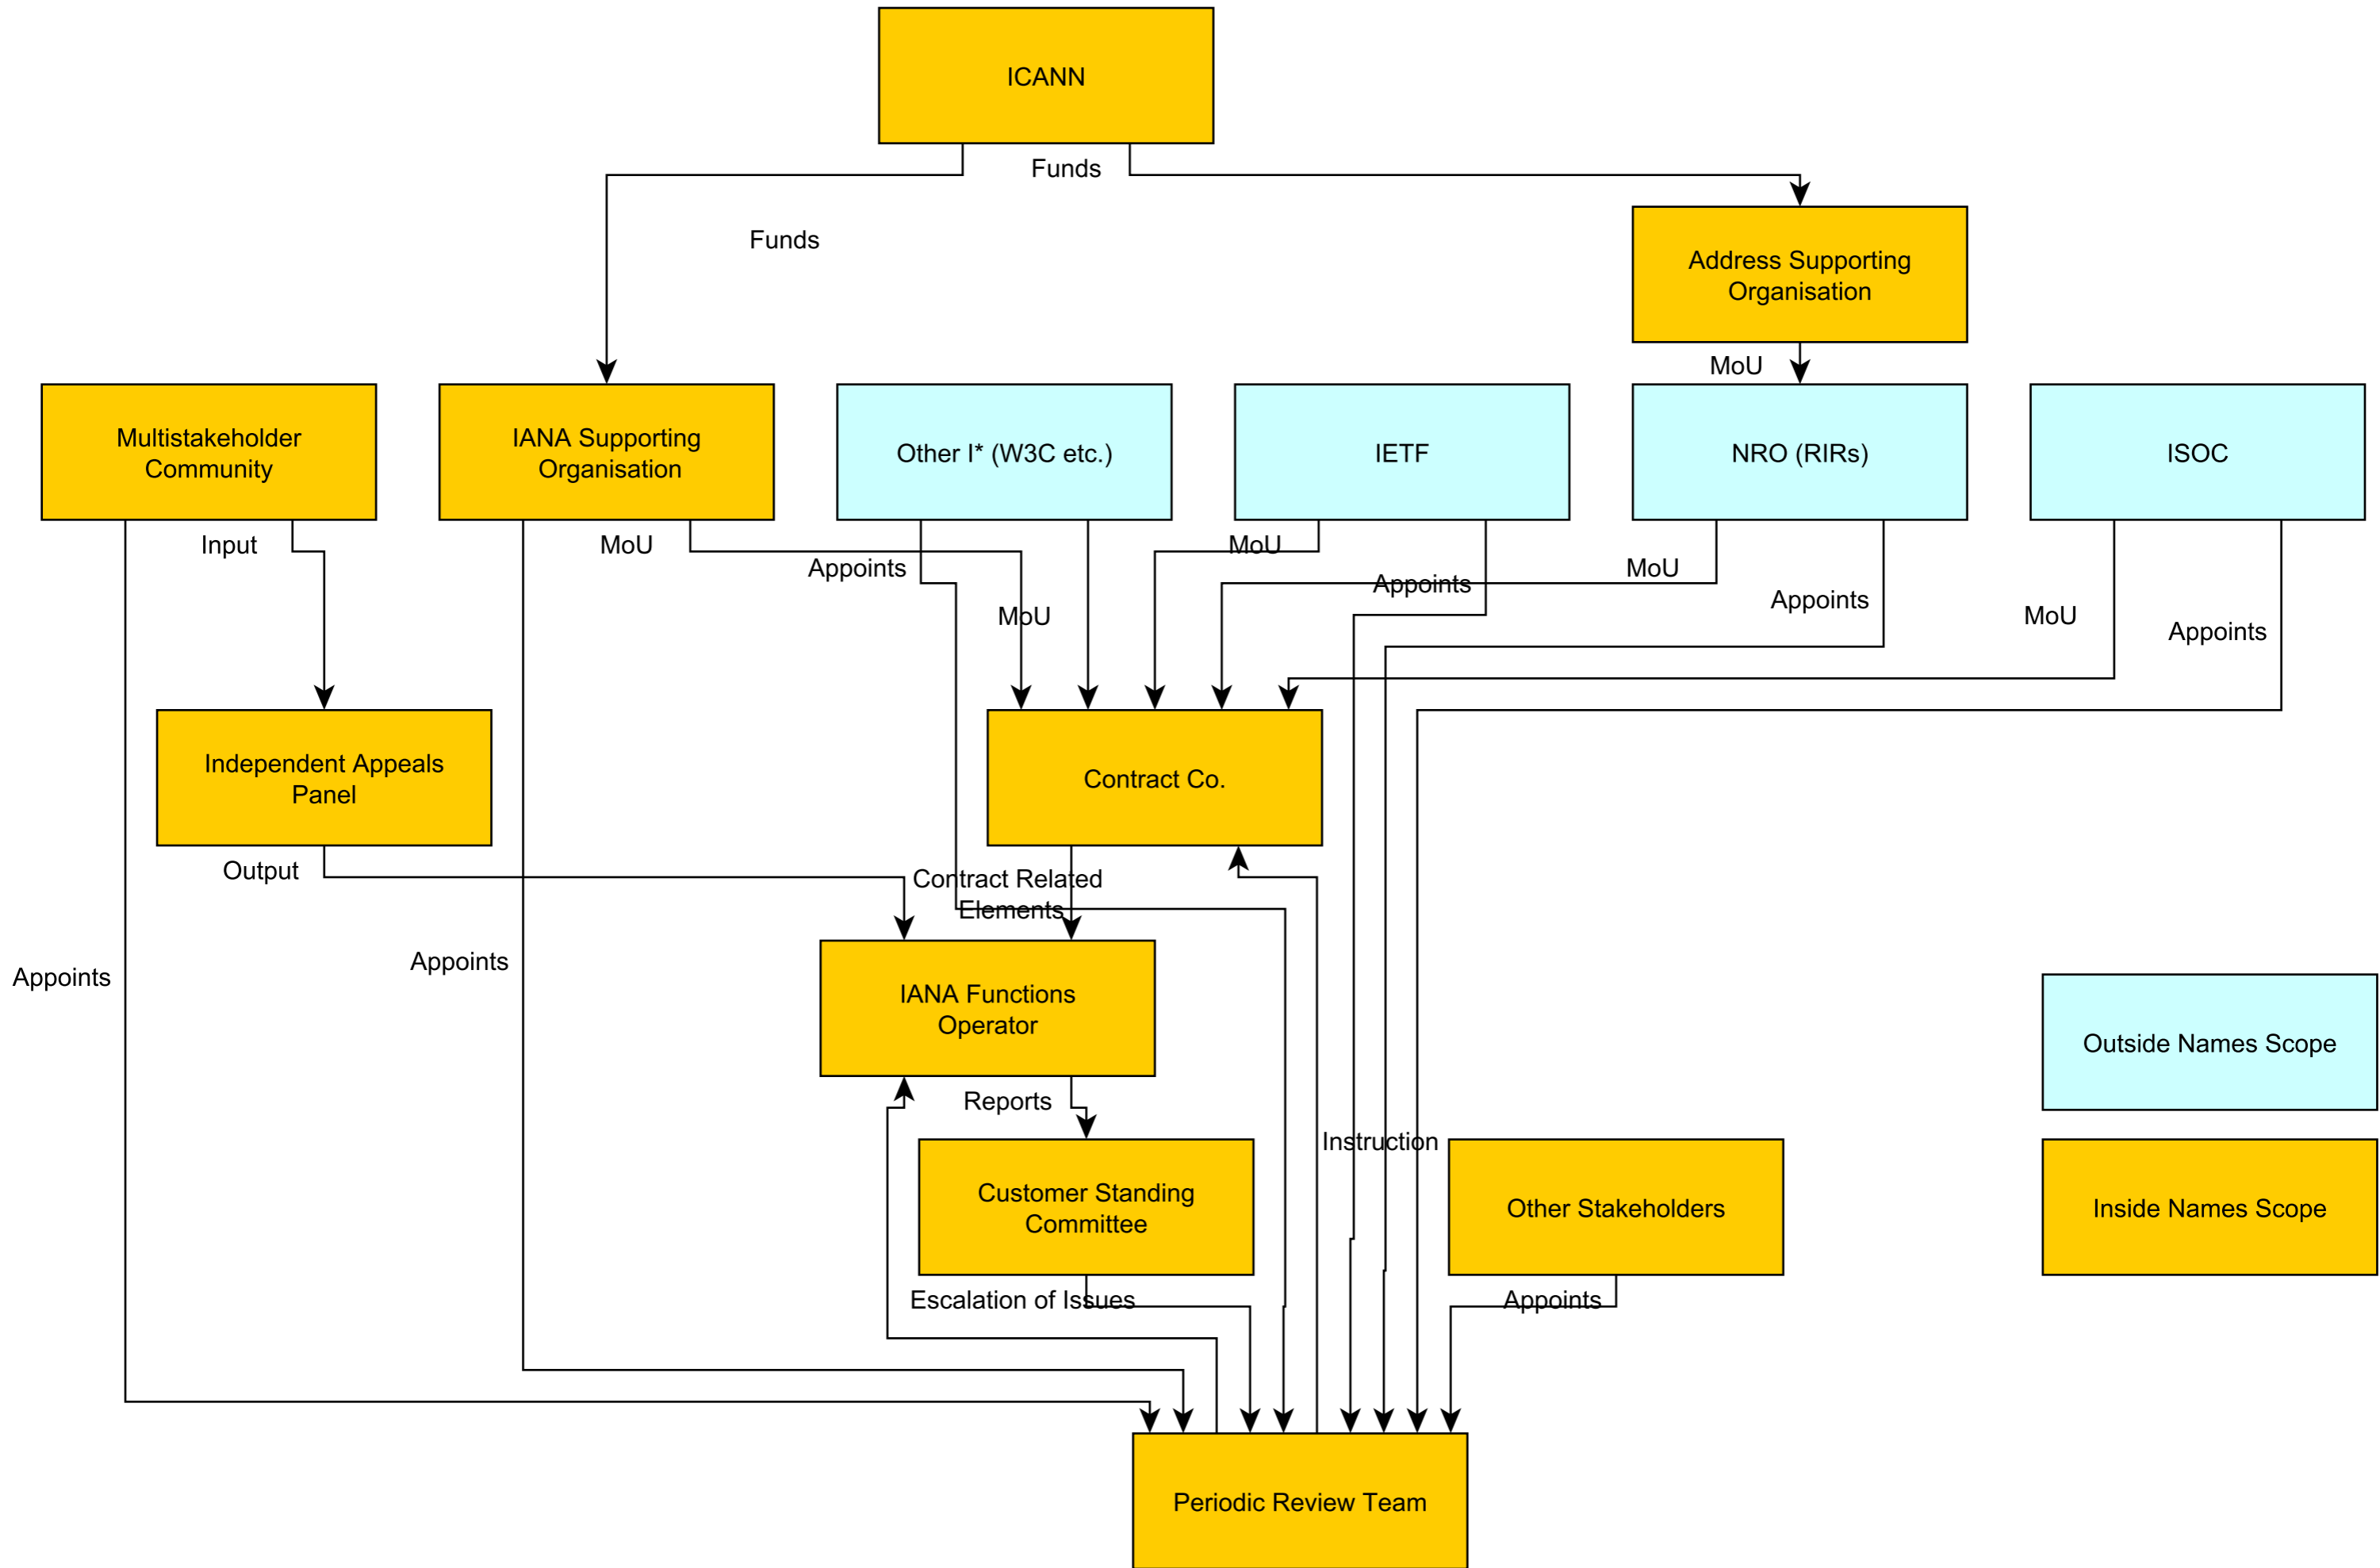 ICANN
Funds
Funds
Address Supporting
Organisation
MoU
Multistakeholder
Community
IANA Supporting
Organisation
Other I* (W3C etc.)
IETF
NRO (RIRs)
ISOC
Input
MoU
Appoints
MoU
MoU
Appoints
MoU
Appoints
MoU
Appoints
Independent Appeals
Panel
Contract Co.
Output
Contract Related
Elements
Appoints
Appoints
IANA Functions
Operator
Outside Names Scope
Reports
Instruction
Customer Standing
Committee
Other Stakeholders
Inside Names Scope
Escalation of Issues
Appoints
Periodic Review Team